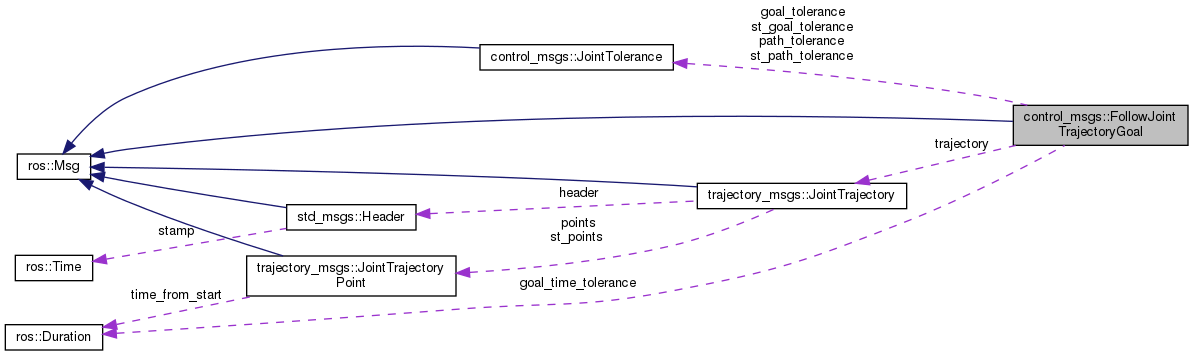 goal_tolerance
st_goal_tolerance
path_tolerance
st_path_tolerance
control_msgs::JointTolerance
control_msgs::FollowJoint
TrajectoryGoal
trajectory
ros::Msg
header
trajectory_msgs::JointTrajectory
std_msgs::Header
stamp
points
st_points
ros::Time
trajectory_msgs::JointTrajectory
Point
goal_time_tolerance
time_from_start
ros::Duration